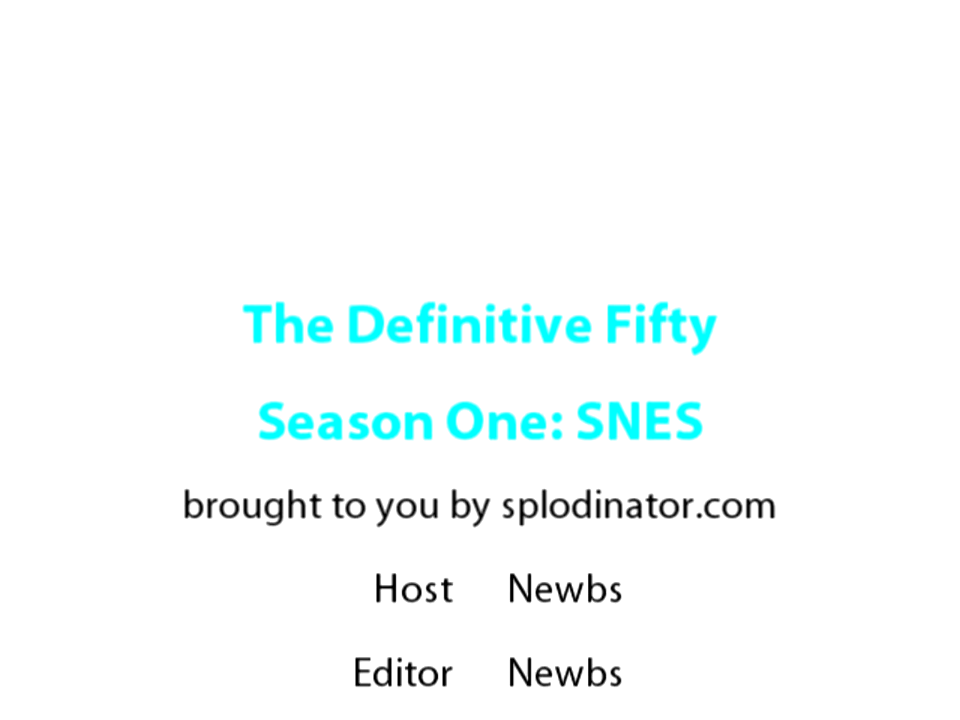 The Definitive Fifty
Season One: SNES
brought to you by splodinator.com
Host Newbs
Editor Newbs